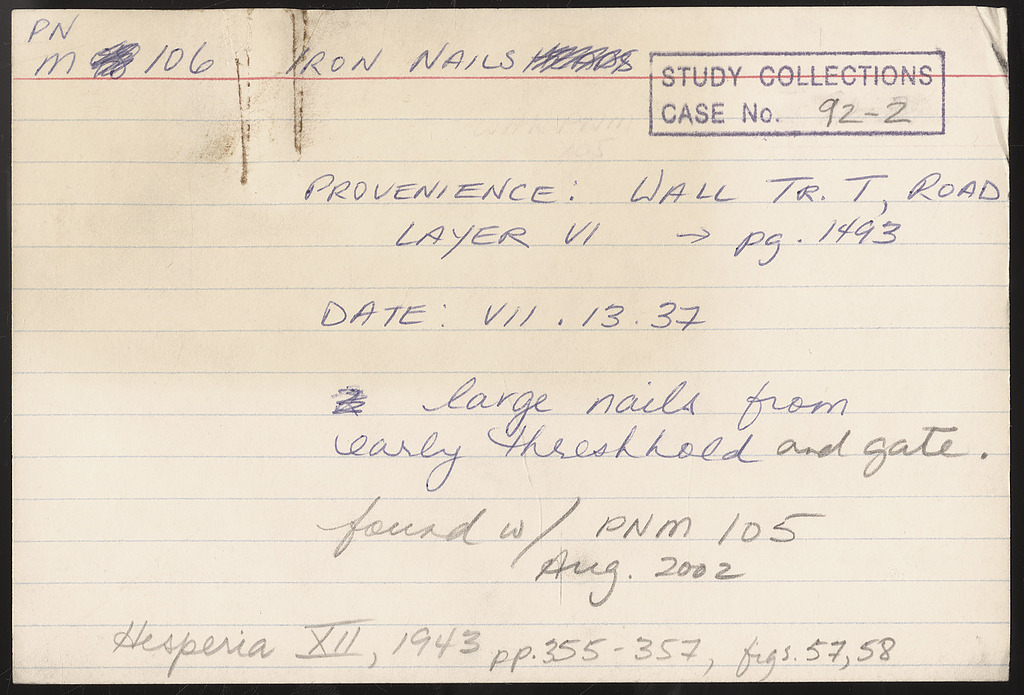 PN
M 106 IRON NAILS
STUDY COLLECTIONS
CASE No. 92-2
PROVENIENCE: WALL TR. T, ROAD
LAYER VI → pg. 1493
DATE: VII . 13 . 37
large nails from
early threshhold and gate.
found w/ PNM 105
Aug. 2002
Hesperia XII, 1943 pp. 355-357, figs. 57, 58